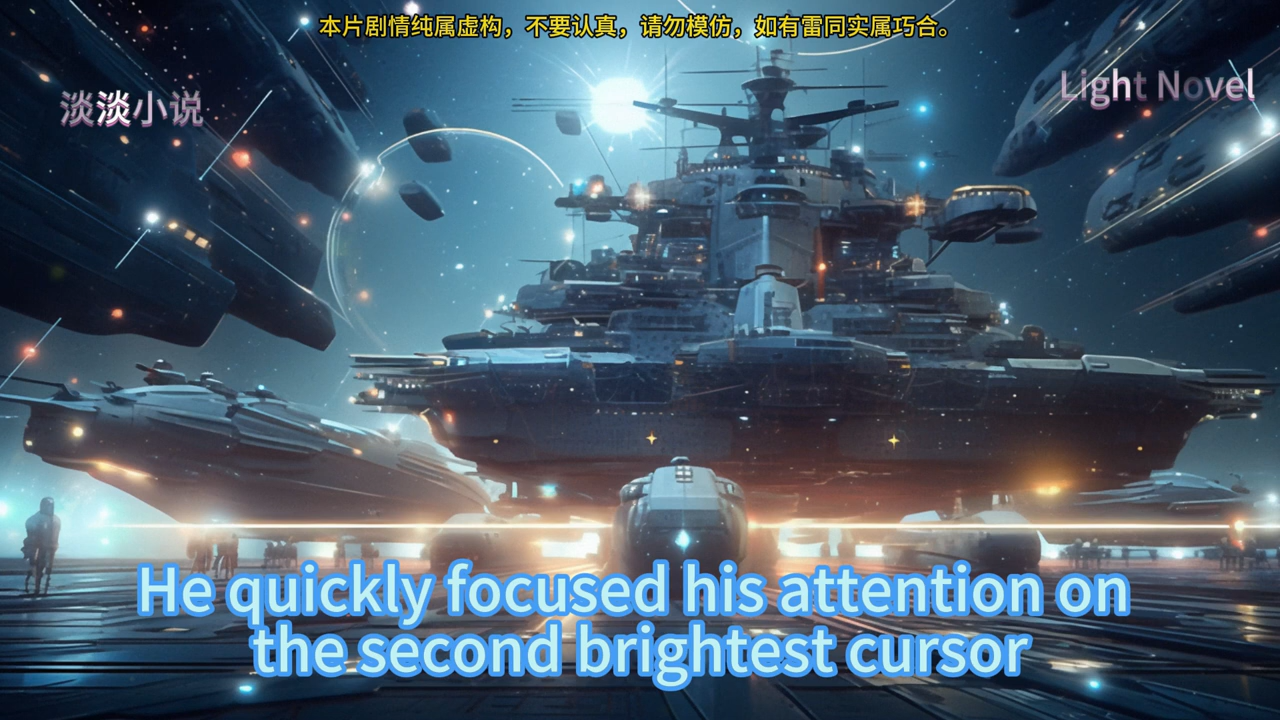 本片剧情纯属虚构，不要认真，请勿模仿，如有雷同实属巧合。
淡淡小说
Light Novel
He quickly focused his attention on
the second brightest cursor